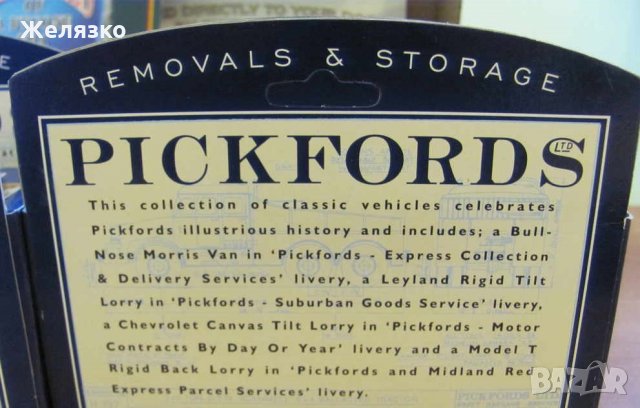 Желязко
REMOVALS & STORAGE
PICKFORDS LTD
This collection of classic vehicles celebrates
Pickfords illustrious history and includes; a Bull-
Nose Morris Van in 'Pickfords - Express Collection
& Delivery Services' livery, a Leyland Rigid Tilt
Lorry in 'Pickfords - Suburban Goods Service' livery,
a Chevrolet Canvas Tilt Lorry in 'Pickfords - Motor
Contracts By Day Or Year' livery and a Model T
Rigid Back Lorry in 'Pickfords and Midland Red
Express Parcel Services' livery.
PICKFORDS LTD
BAZAR